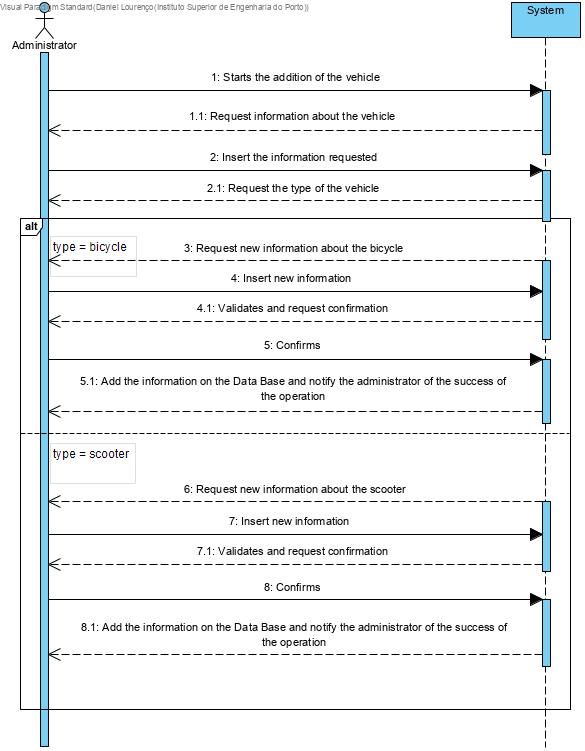 Visual Paradigm Standard(Daniel Lourenço(Instituto Superior de Engenharia do Porto))
System
Administrator
1: Starts the addition of the vehicle
1.1: Request information about the vehicle
2: Insert the information requested
2.1: Request the type of the vehicle
alt
type = bicycle
3: Request new information about the bicycle
4: Insert new information
4.1: Validates and request confirmation
5: Confirms
5.1: Add the information on the Data Base and notify the administrator of the success of
the operation
type = scooter
6: Request new information about the scooter
7: Insert new information
7.1: Validates and request confirmation
8: Confirms
8.1: Add the information on the Data Base and notify the administrator of the success of
the operation